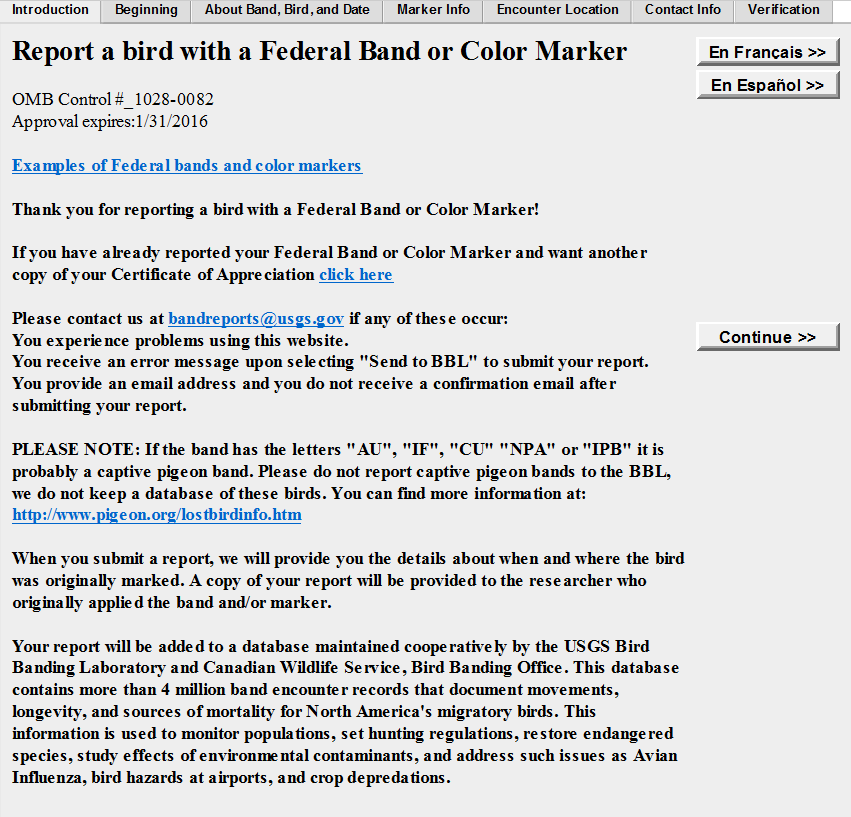 Introduction Beginning About Band, Bird, and Date Marker Info Encounter Location Contact Info Verification
Report a bird with a Federal Band or Color Marker
En Français >>
En Español >>
OMB Control #_1028-0082
Approval expires:1/31/2016
Examples of Federal bands and color markers
Thank you for reporting a bird with a Federal Band or Color Marker!
If you have already reported your Federal Band or Color Marker and want another
copy of your Certificate of Appreciation click here
Please contact us at bandreports@usgs.gov if any of these occur:
You experience problems using this website.
Continue >>
You receive an error message upon selecting "Send to BBL" to submit your report.
You provide an email address and you do not receive a confirmation email after
submitting your report.
PLEASE NOTE: If the band has the letters "AU", "IF", "CU" "NPA" or "IPB" it is
probably a captive pigeon band. Please do not report captive pigeon bands to the BBL,
we do not keep a database of these birds. You can find more information at:
http://www.pigeon.org/lostbirdinfo.htm
When you submit a report, we will provide you the details about when and where the bird
was originally marked. A copy of your report will be provided to the researcher who
originally applied the band and/or marker.
Your report will be added to a database maintained cooperatively by the USGS Bird
Banding Laboratory and Canadian Wildlife Service, Bird Banding Office. This database
contains more than 4 million band encounter records that document movements,
longevity, and sources of mortality for North America's migratory birds. This
information is used to monitor populations, set hunting regulations, restore endangered
species, study effects of environmental contaminants, and address such issues as Avian
Influenza, bird hazards at airports, and crop depredations.